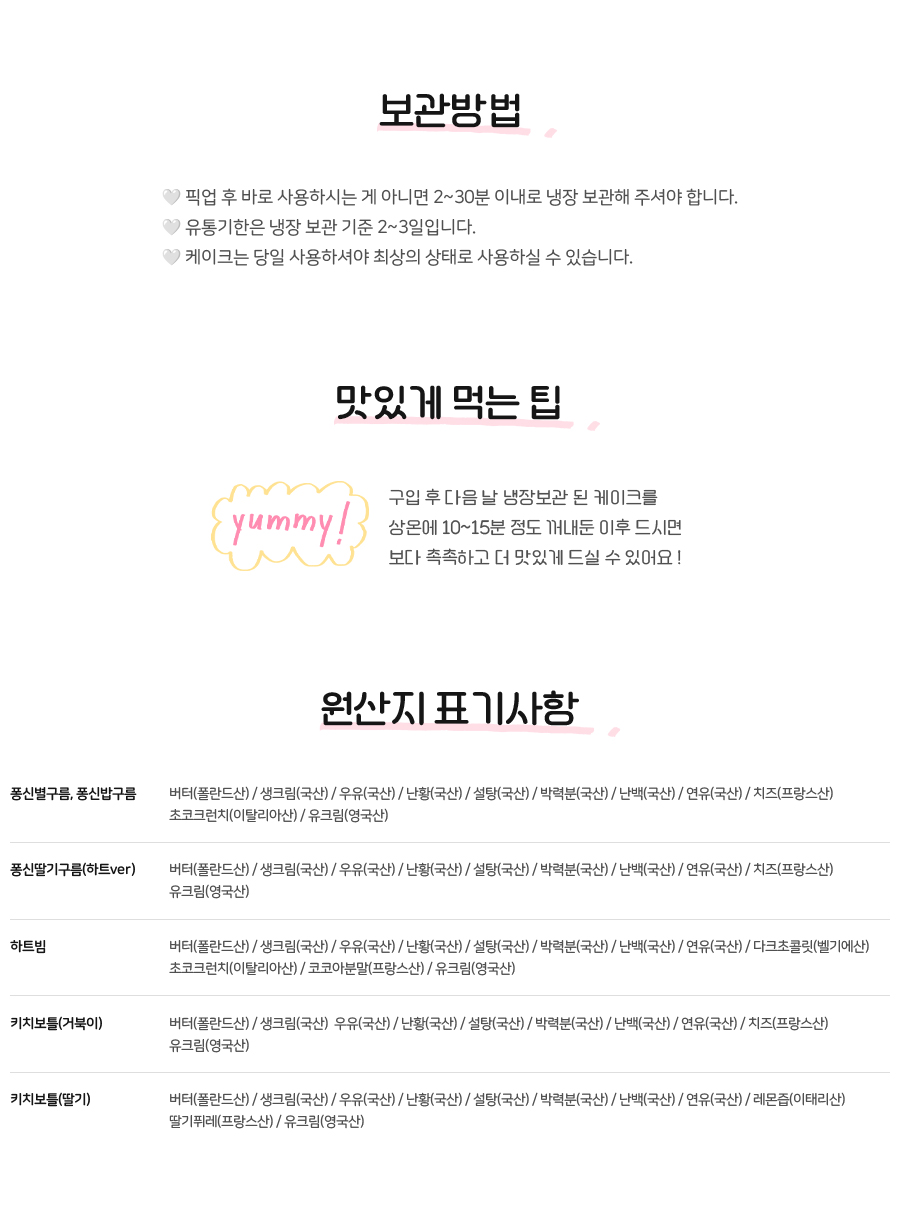 보관방법
🤍 픽업 후 바로 사용하시는 게 아니면 2~30분 이내로 냉장 보관해 주셔야 합니다.
🤍 유통기한은 냉장 보관 기준 2~3일입니다.
🤍 케이크는 당일 사용하셔야 최상의 상태로 사용하실 수 있습니다.
맛있게 먹는 팁
yummy!
구입 후 다음 날 냉장보관 된 케이크를
상온에 10~15분 정도 꺼내둔 이후 드시면
보다 촉촉하고 더 맛있게 드실 수 있어요 !
원산지 표기사항
퐁신별구름, 퐁신밥구름
버터(폴란드산) / 생크림(국산) / 우유(국산) / 난황(국산) / 설탕(국산) / 박력분(국산) / 난백(국산) / 연유(국산) / 치즈(프랑스산)
초코크런치(이탈리아산) / 유크림(영국산)
퐁신딸기구름(하트ver)
버터(폴란드산) / 생크림(국산) / 우유(국산) / 난황(국산) / 설탕(국산) / 박력분(국산) / 난백(국산) / 연유(국산) / 치즈(프랑스산)
유크림(영국산)
하트빔
버터(폴란드산) / 생크림(국산) / 우유(국산) / 난황(국산) / 설탕(국산) / 박력분(국산) / 난백(국산) / 연유(국산) / 다크초콜릿(벨기에산)
초코크런치(이탈리아산) / 코코아분말(프랑스산) / 유크림(영국산)
키치보틀(거북이)
버터(폴란드산) / 생크림(국산) 우유(국산) / 난황(국산) / 설탕(국산) / 박력분(국산) / 난백(국산) / 연유(국산) / 치즈(프랑스산)
유크림(영국산)
키치보틀(딸기)
버터(폴란드산) / 생크림(국산) / 우유(국산) / 난황(국산) / 설탕(국산) / 박력분(국산) / 난백(국산) / 연유(국산) / 레몬즙(이태리산)
딸기퓌레(프랑스산) / 유크림(영국산)